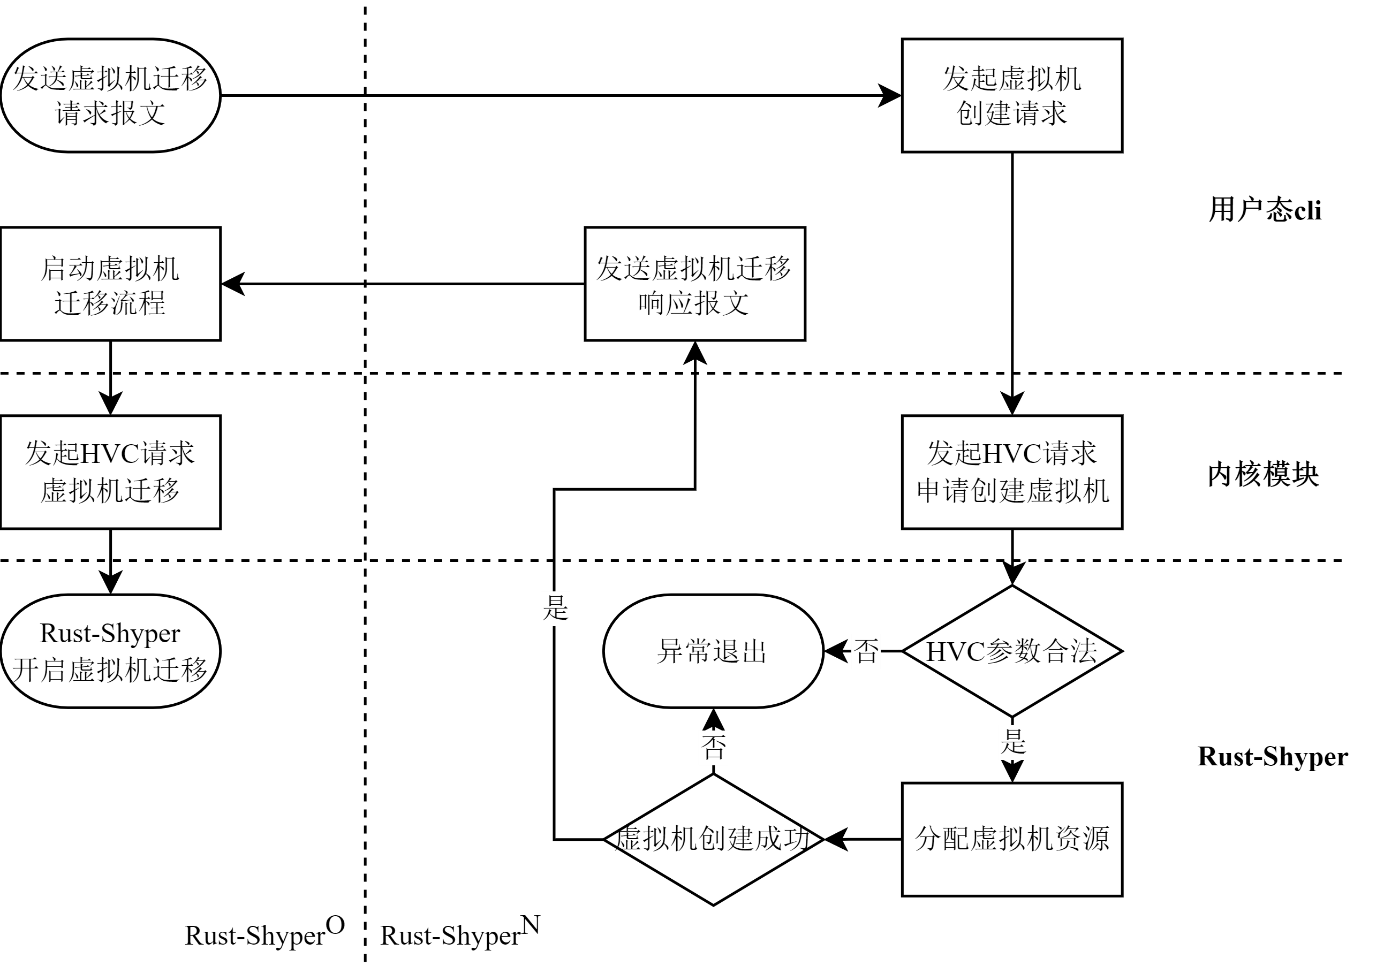 发送虚拟机迁移
请求报文
发起虚拟机
创建请求
用户态cli
启动虚拟机
迁移流程
发送虚拟机迁移
响应报文
发起HVC请求
虚拟机迁移
发起HVC请求
申请创建虚拟机
内核模块
是
Rust-Shyper
开启虚拟机迁移
异常退出
否
HVC参数合法
否
是
Rust-Shyper
虚拟机创建成功
分配虚拟机资源
Rust-Shyper^O
Rust-Shyper^N